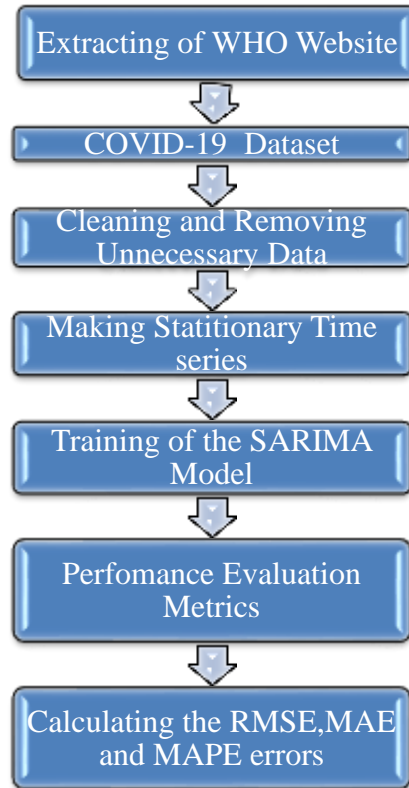 Extracting of WHO Website
COVID-19 Dataset
Cleaning and Removing
Unnecessary Data
Making Statitionary Time
series
Training of the SARIMA
Model
Perfomance Evaluation
Metrics
Calculating the RMSE,MAE
and MAPE errors